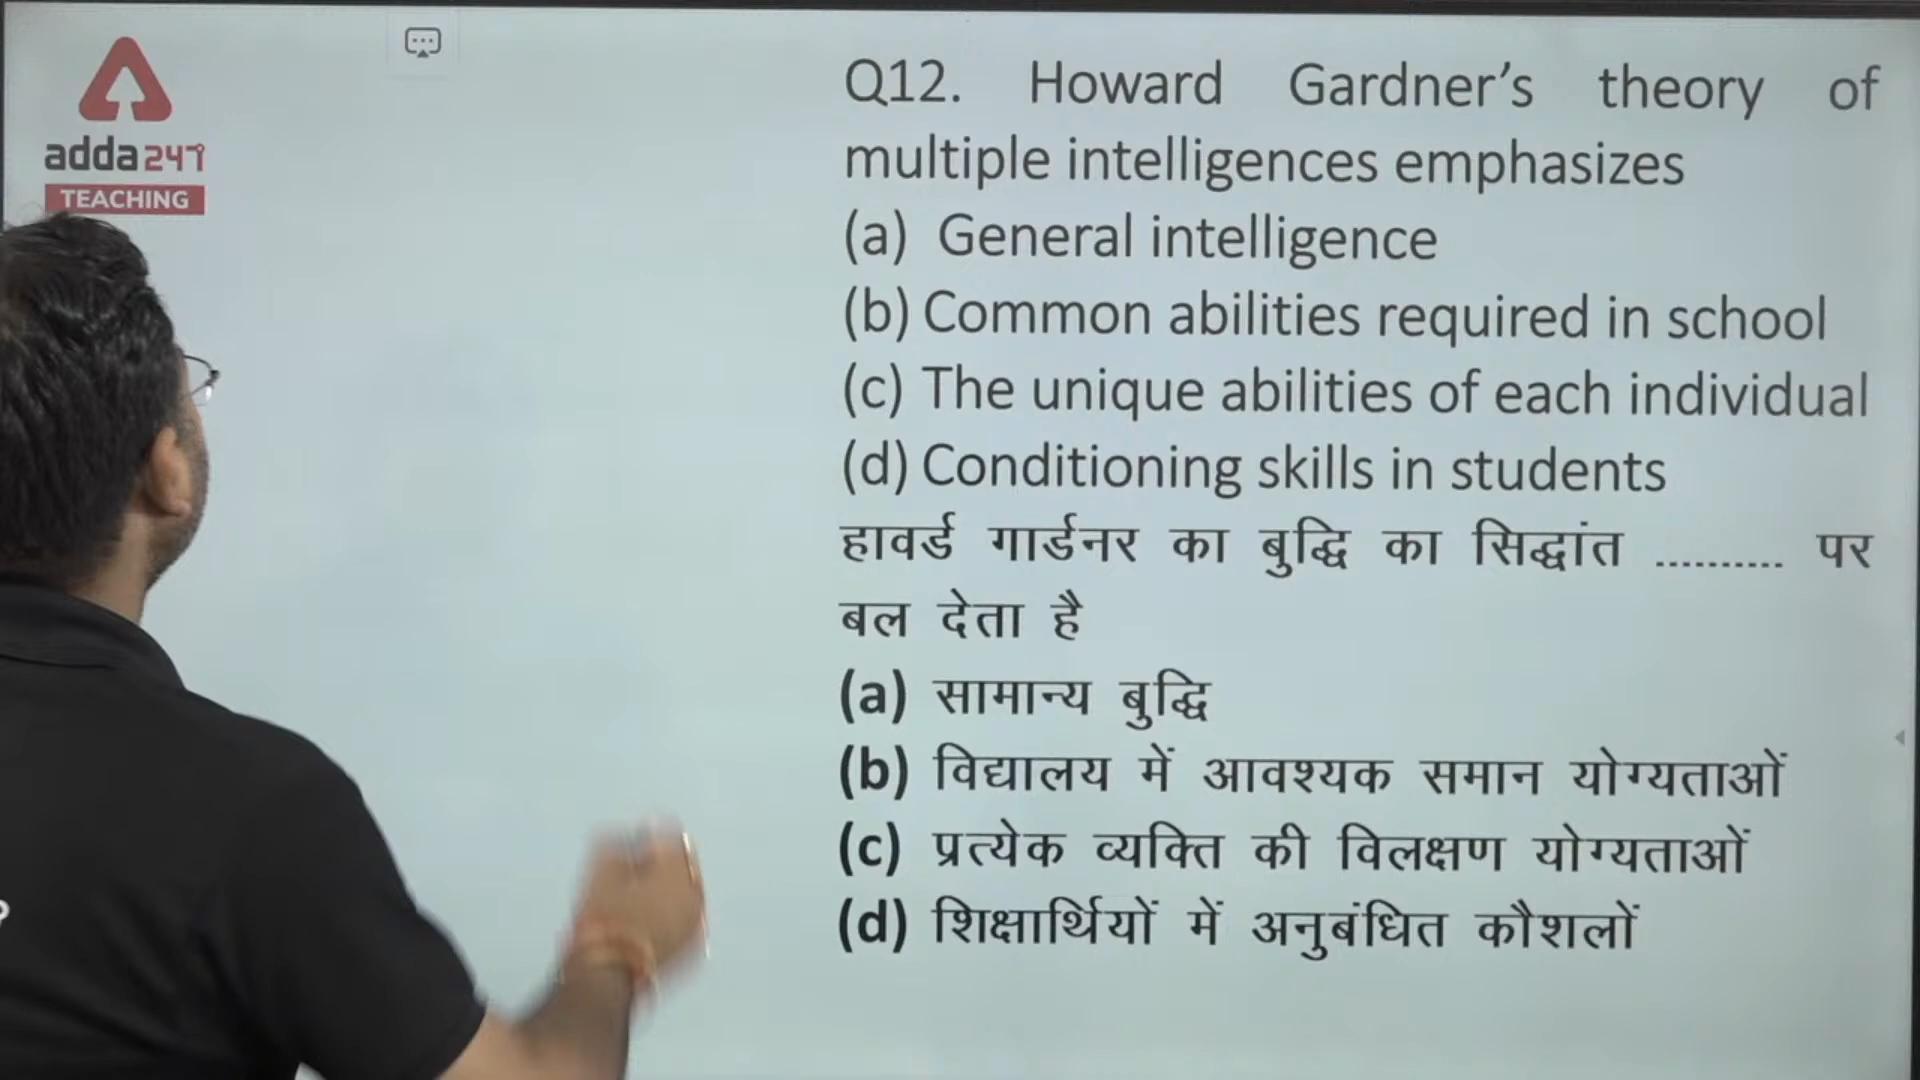 adda247
TEACHING
Q12. Howard Gardner’s theory of
multiple intelligences emphasizes
(a) General intelligence
(b) Common abilities required in school
(c) The unique abilities of each individual
(d) Conditioning skills in students
हावर्ड गार्डनर का बुद्धि का सिद्धांत .......... पर
बल देता है
(a) सामान्य बुद्धि
(b) विद्यालय में आवश्यक समान योग्यताओं
(c) प्रत्येक व्यक्ति की विलक्षण योग्यताओं
(d) शिक्षार्थियों में अनुबंधित कौशलों